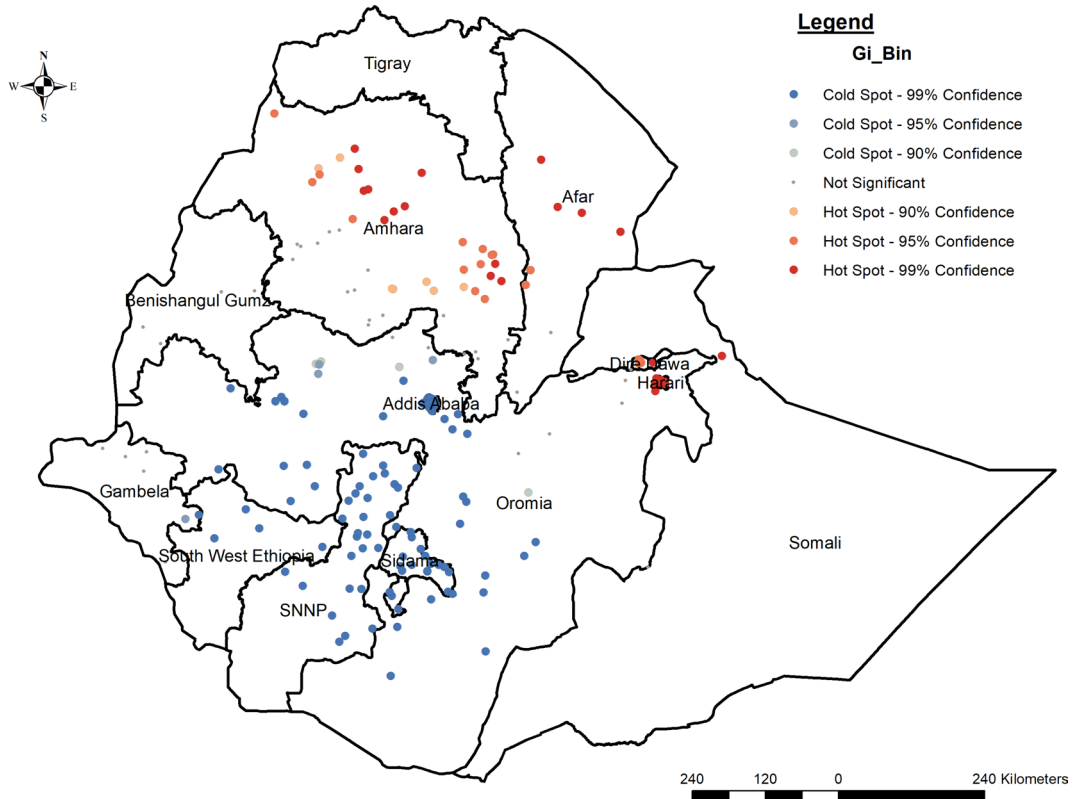 Legend
Gi_Bin
Cold Spot - 99% Confidence
Cold Spot - 95% Confidence
Cold Spot - 90% Confidence
Not Significant
Hot Spot - 90% Confidence
Hot Spot - 95% Confidence
Hot Spot - 99% Confidence
N
W E
S
Tigray
Afar
Amhara
Benishangul Gumz
Dire Dawa
Harari
Addis Ababa
Gambela
Oromia
South West Ethiopia
Sidama
Somali
SNNP
240 120 0 240 Kilometers